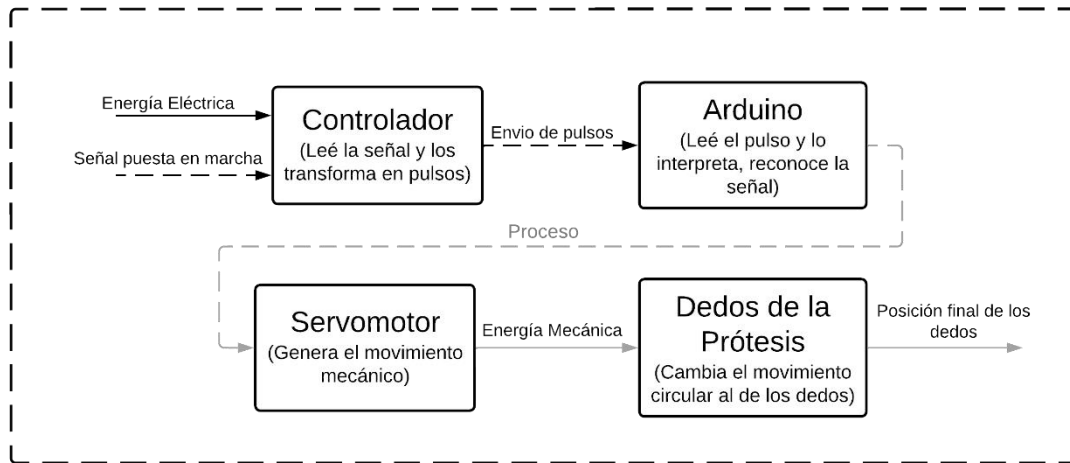 Energía Eléctrica
Señal puesta en marcha
Controlador
(Leé la señal y los
transforma en pulsos)
Envio de pulsos
Arduino
(Leé el pulso y lo
interpreta, reconoce la
señal)
Proceso
Servomotor
(Genera el movimiento
mecánico)
Energía Mecánica
Dedos de la
Prótesis
(Cambia el movimiento
circular al de los dedos)
Posición final de los
dedos